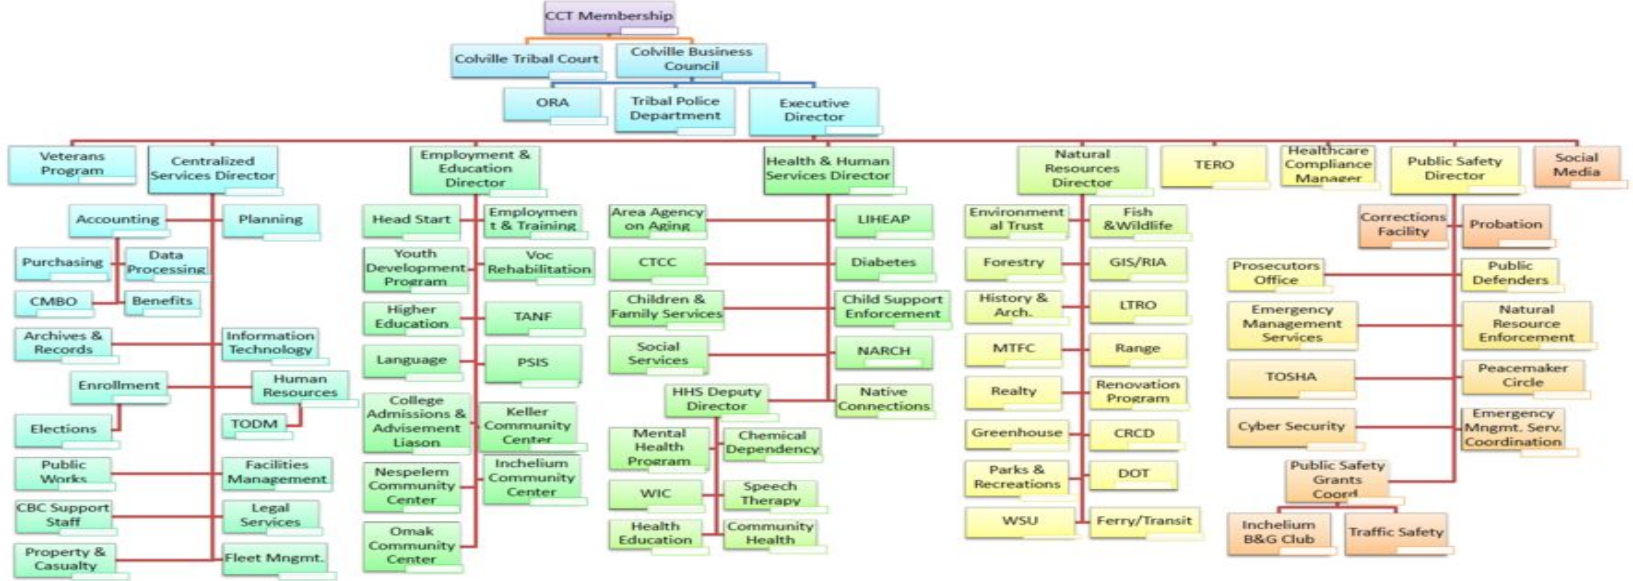 CCT Membership
Colville Tribal Court
Colville Business
Council
ORA
Tribal Police
Department
Executive
Director
Veterans
Program
Centralized
Services Director
Employment &
Education
Director
Health & Human
Services Director
Natural
Resources
Director
TERO
Healthcare
Compliance
Manager
Public Safety
Director
Social
Media
Accounting
Planning
Purchasing
Data
Processing
CMBO
Benefits
Archives &
Records
Information
Technology
Enrollment
Human
Resources
Elections
TODM
Public
Works
Facilities
Management
CBC Support
Staff
Legal
Services
Property &
Casualty
Fleet Mngmt.
Head Start
Employmen
t & Training
Youth
Development
Program
Voc
Rehabilitation
Higher
Education
TANF
Language
PSIS
College
Admissions &
Advisement
Liason
Keller
Community
Center
Nespelem
Community
Center
Inchelium
Community
Center
Omak
Community
Center
Area Agency
on Aging
LIHEAP
CTCC
Diabetes
Children &
Family Services
Child Support
Enforcement
Social
Services
NARCH
HHS Deputy
Director
Native
Connections
Mental
Health
Program
Chemical
Dependency
WIC
Speech
Therapy
Health
Education
Community
Health
Environment
al Trust
Fish
&Wildlife
Forestry
GIS/RIA
History &
Arch.
LTRO
MTFC
Range
Realty
Renovation
Program
Greenhouse
CRCD
Parks &
Recreations
DOT
WSU
Ferry/Transit
Corrections
Facility
Probation
Prosecutors
Office
Public
Defenders
Emergency
Management
Services
Natural
Resource
Enforcement
TOSHA
Peacemaker
Circle
Cyber Security
Emergency
Mngmt. Serv.
Coordination
Public Safety
Grants
Coord
Inchelium
B&G Club
Traffic Safety